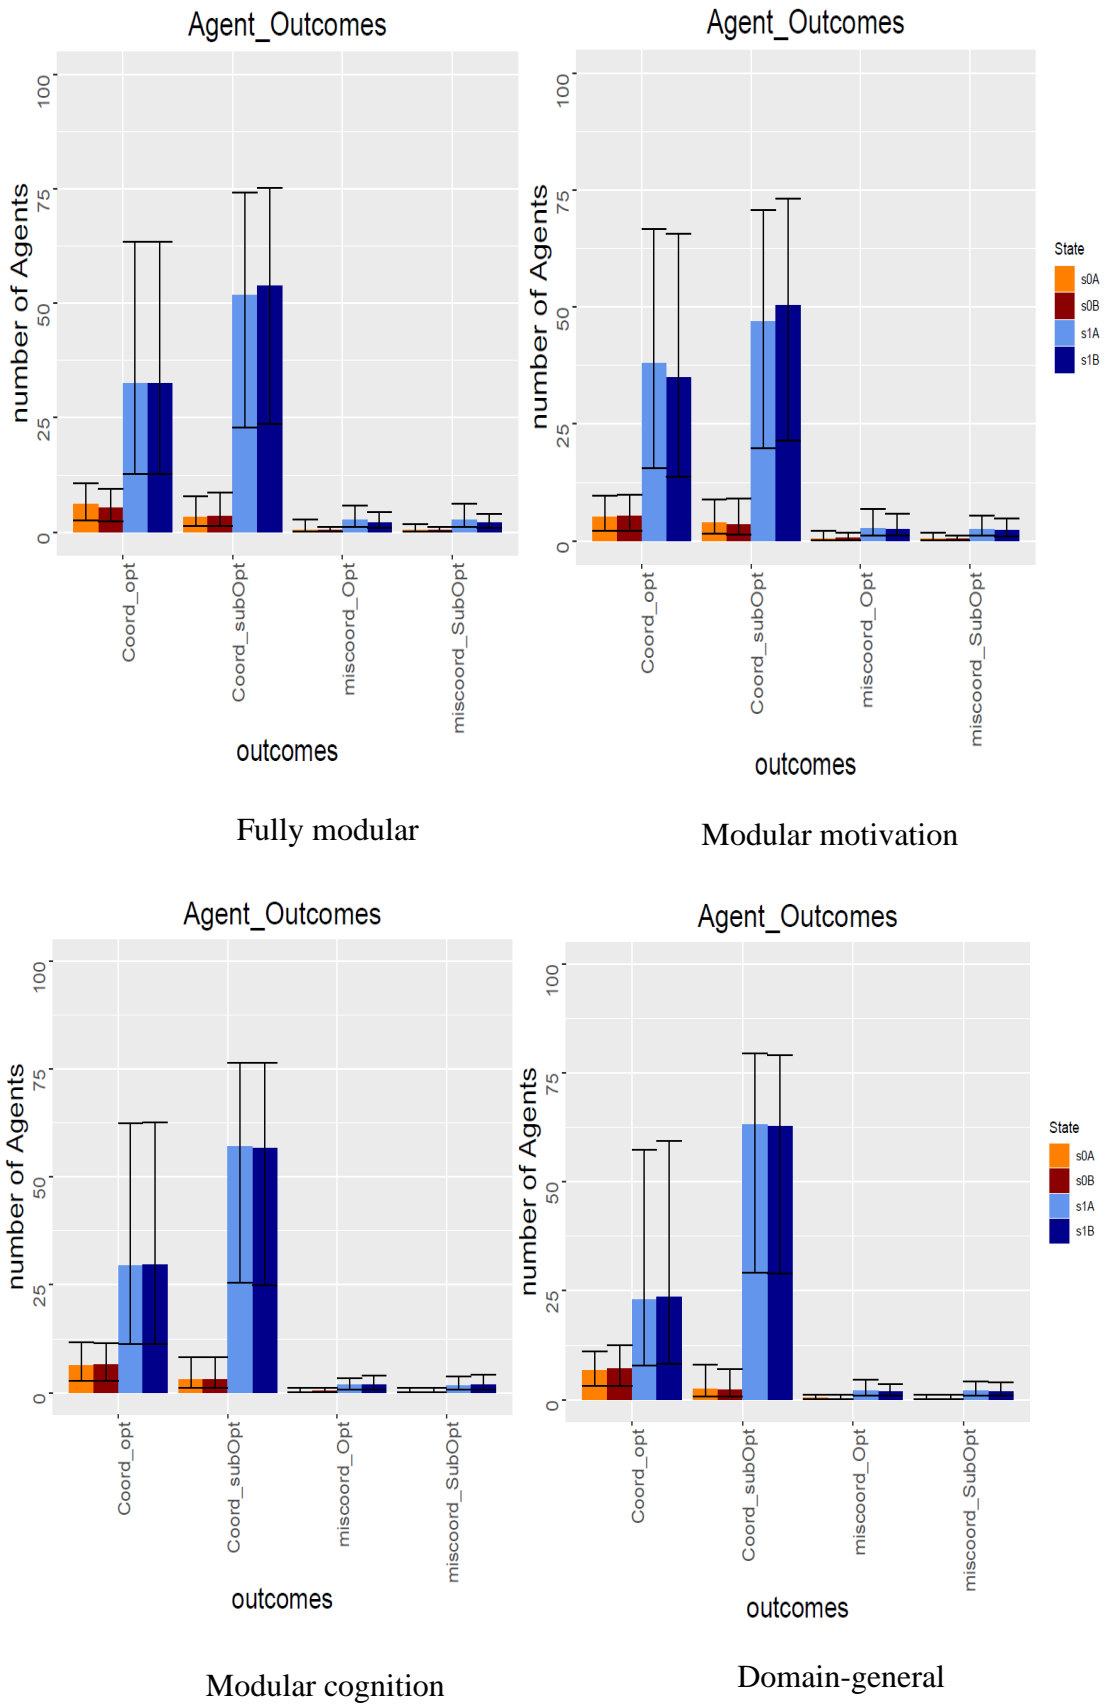 Agent_Outcomes
number of Agents
100
75
50
25
0
Coord_opt
Coord_subOpt
miscoord_Opt
miscoord_SubOpt
outcomes
Fully modular
Agent_Outcomes
number of Agents
100
75
50
25
0
Coord_opt
Coord_subOpt
miscoord_Opt
miscoord_SubOpt
outcomes
State
s0A
s0B
s1A
s1B
Modular motivation
Agent_Outcomes
number of Agents
100
75
50
25
0
Coord_opt
Coord_subOpt
miscoord_Opt
miscoord_SubOpt
outcomes
Modular cognition
Agent_Outcomes
number of Agents
100
75
50
25
0
Coord_opt
Coord_subOpt
miscoord_Opt
miscoord_SubOpt
outcomes
State
s0A
s0B
s1A
s1B
Domain-general